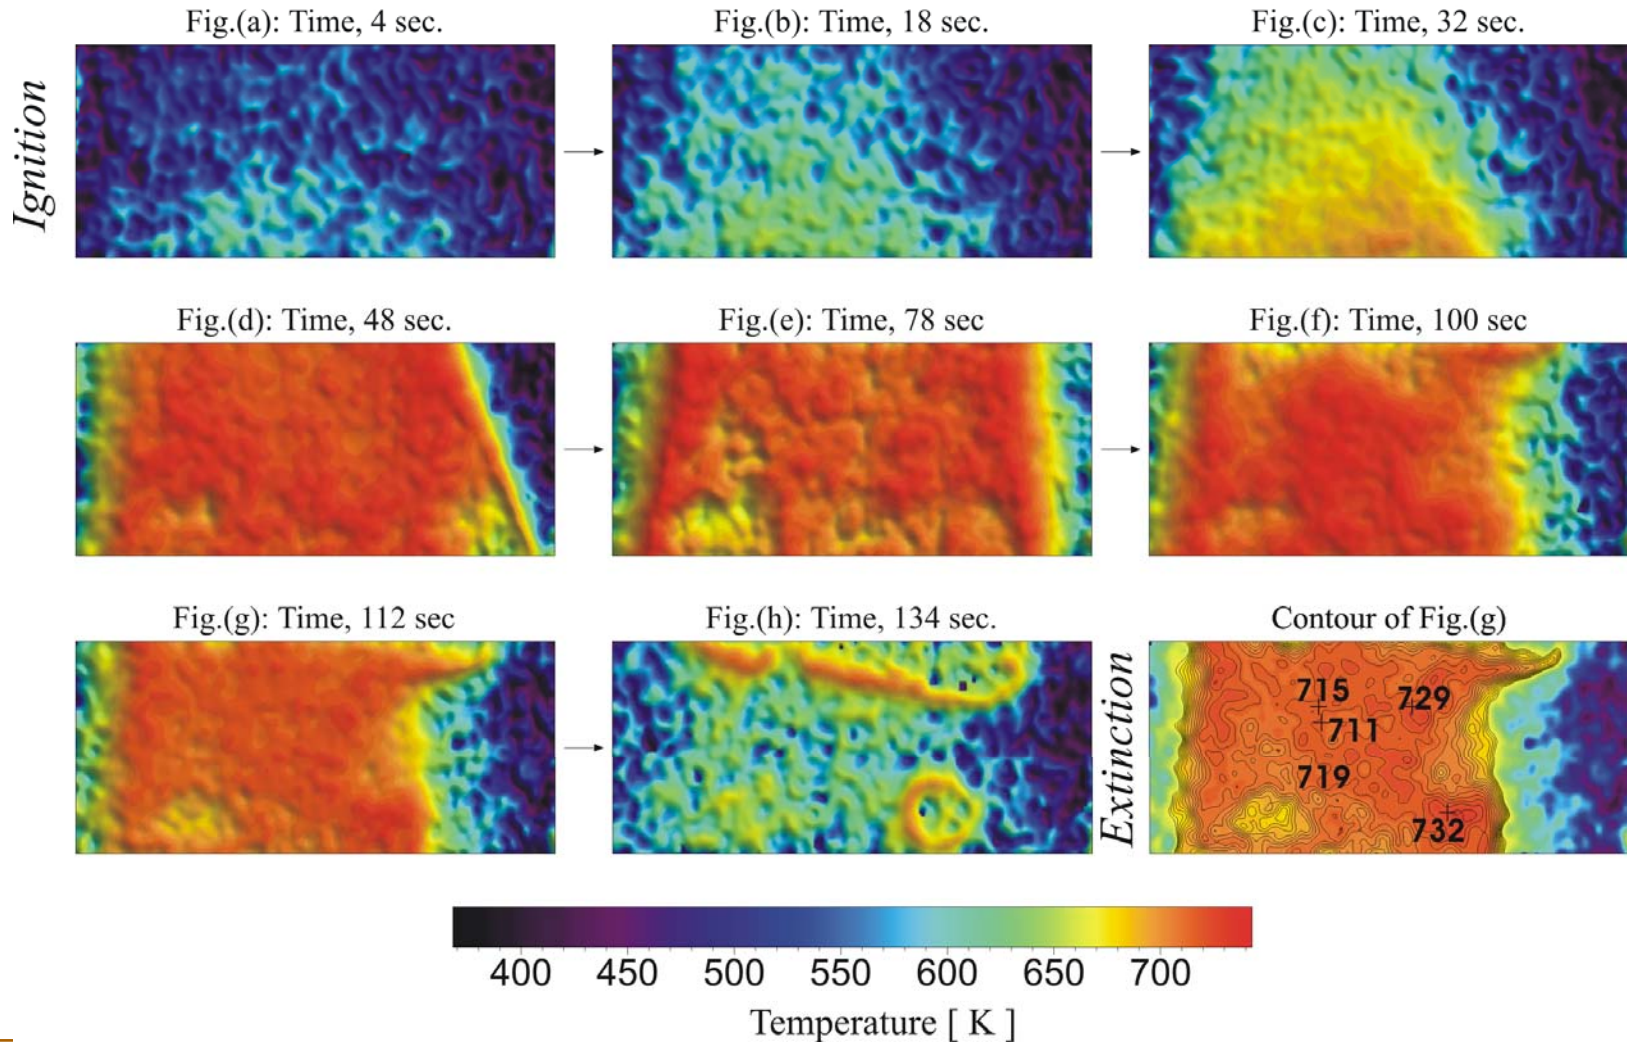 Fig.(a): Time, 4 sec.
Fig.(b): Time, 18 sec.
Fig.(c): Time, 32 sec.
Ignition
Fig.(d): Time, 48 sec.
Fig.(e): Time, 78 sec
Fig.(f): Time, 100 sec
Fig.(g): Time, 112 sec
Fig.(h): Time, 134 sec.
Contour of Fig.(g)
Extinction
715
729
711
719
732
400 450 500 550 600 650 700
Temperature [ K ]